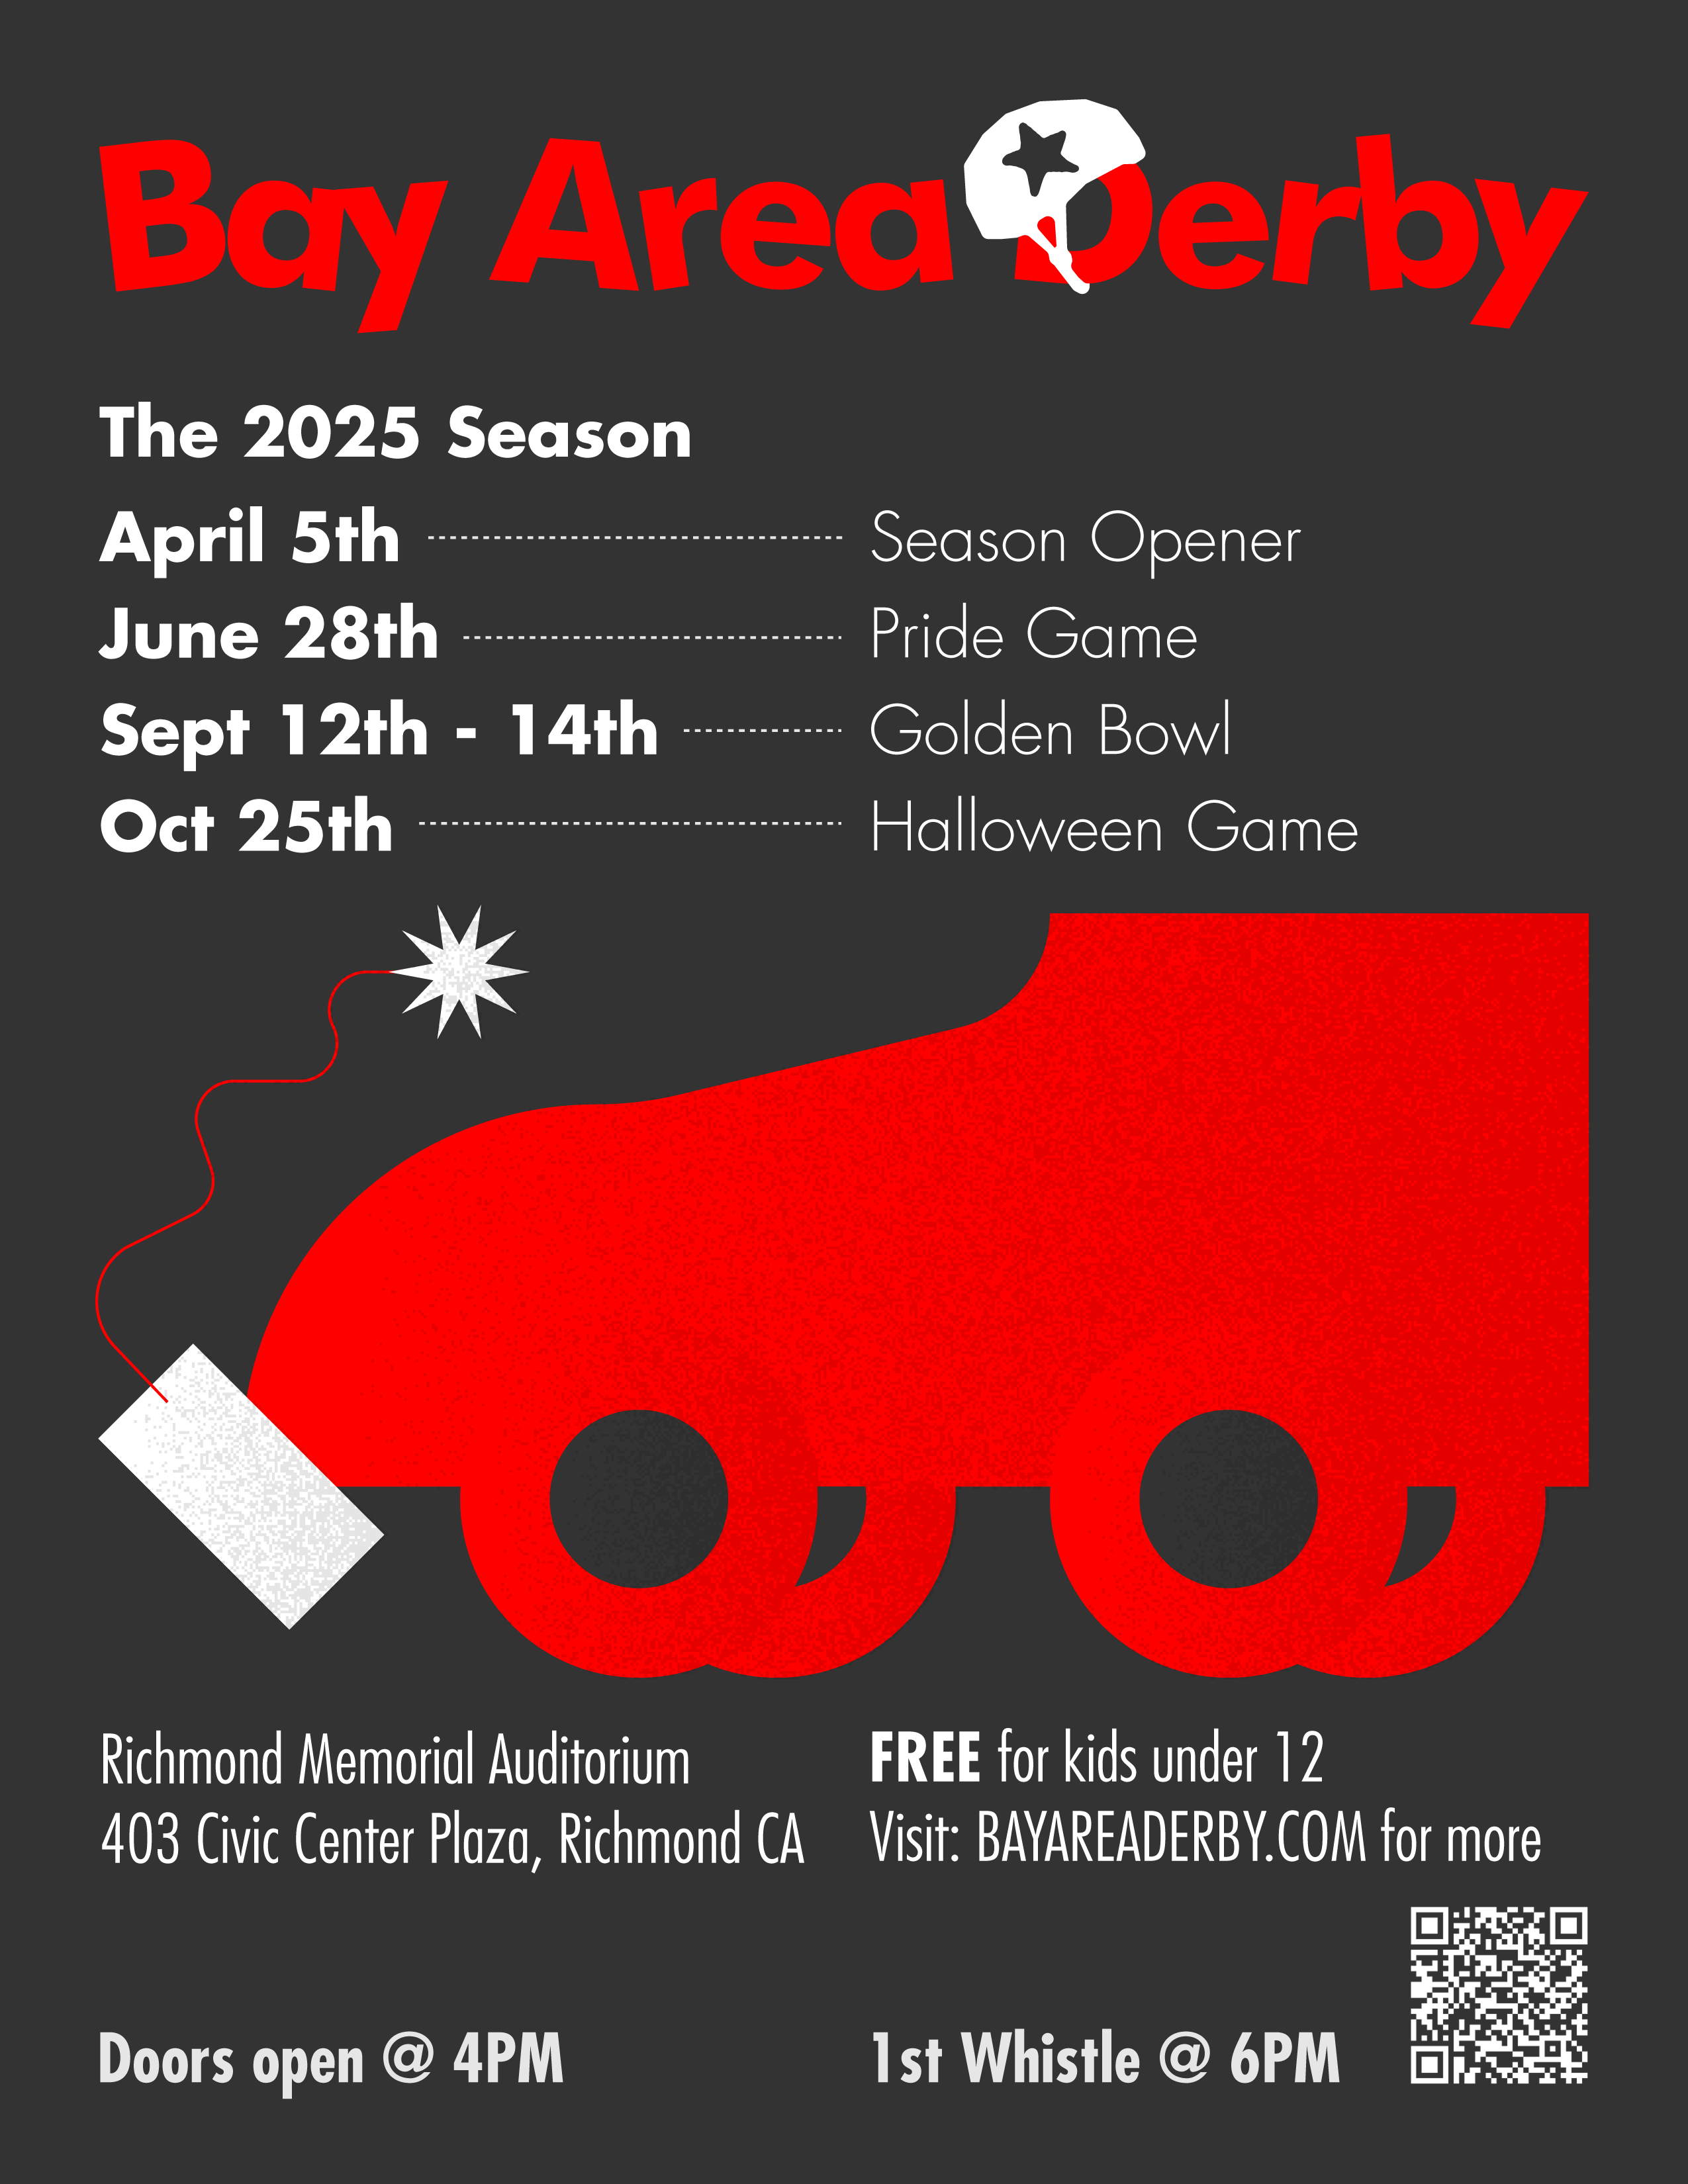 Bay Area Derby
The 2025 Season
April 5th Season Opener
June 28th Pride Game
Sept 12th - 14th Golden Bowl
Oct 25th Halloween Game
Richmond Memorial Auditorium
403 Civic Center Plaza, Richmond CA
FREE for kids under 12
Visit: BAYAREADERBY.COM for more
Doors open @ 4PM
1st Whistle @ 6PM